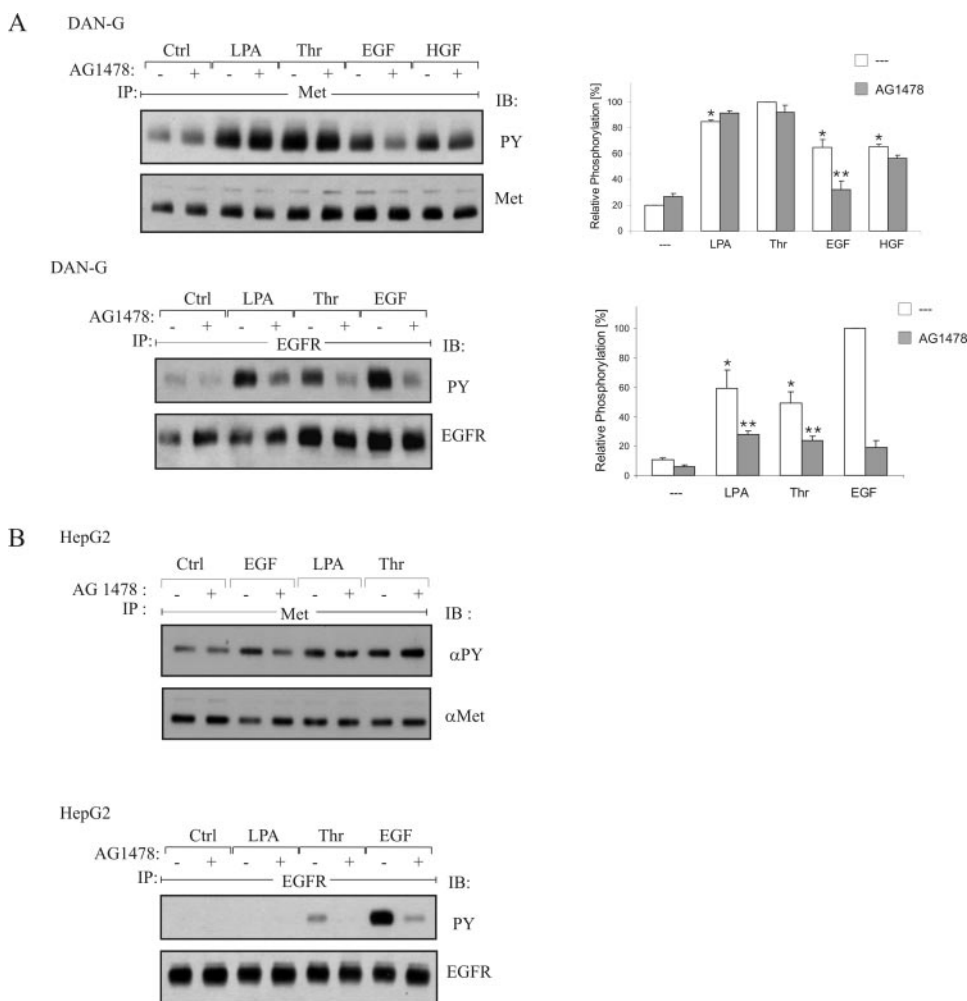 A
DAN-G
Ctrl LPA Thr EGF HGF
AG1478: - + - + - + - + - +
IP: Met IB:
PY
Met
---
AG1478
Relative Phosphorylation [%]
100
80
60
40
20
0
* * ** *
--- LPA Thr EGF HGF
DAN-G
Ctrl LPA Thr EGF
AG1478: - + - + - + - +
IP: EGFR IB:
PY
EGFR
---
AG1478
Relative Phosphorylation [%]
100
80
60
40
20
0
* ** * **
--- LPA Thr EGF
B
HepG2
Ctrl EGF LPA Thr
AG 1478 : - + - + - + - +
IP : Met IB :
αPY
αMet
HepG2
Ctrl LPA Thr EGF
AG1478: - + - + - + - +
IP: EGFR IB:
PY
EGFR